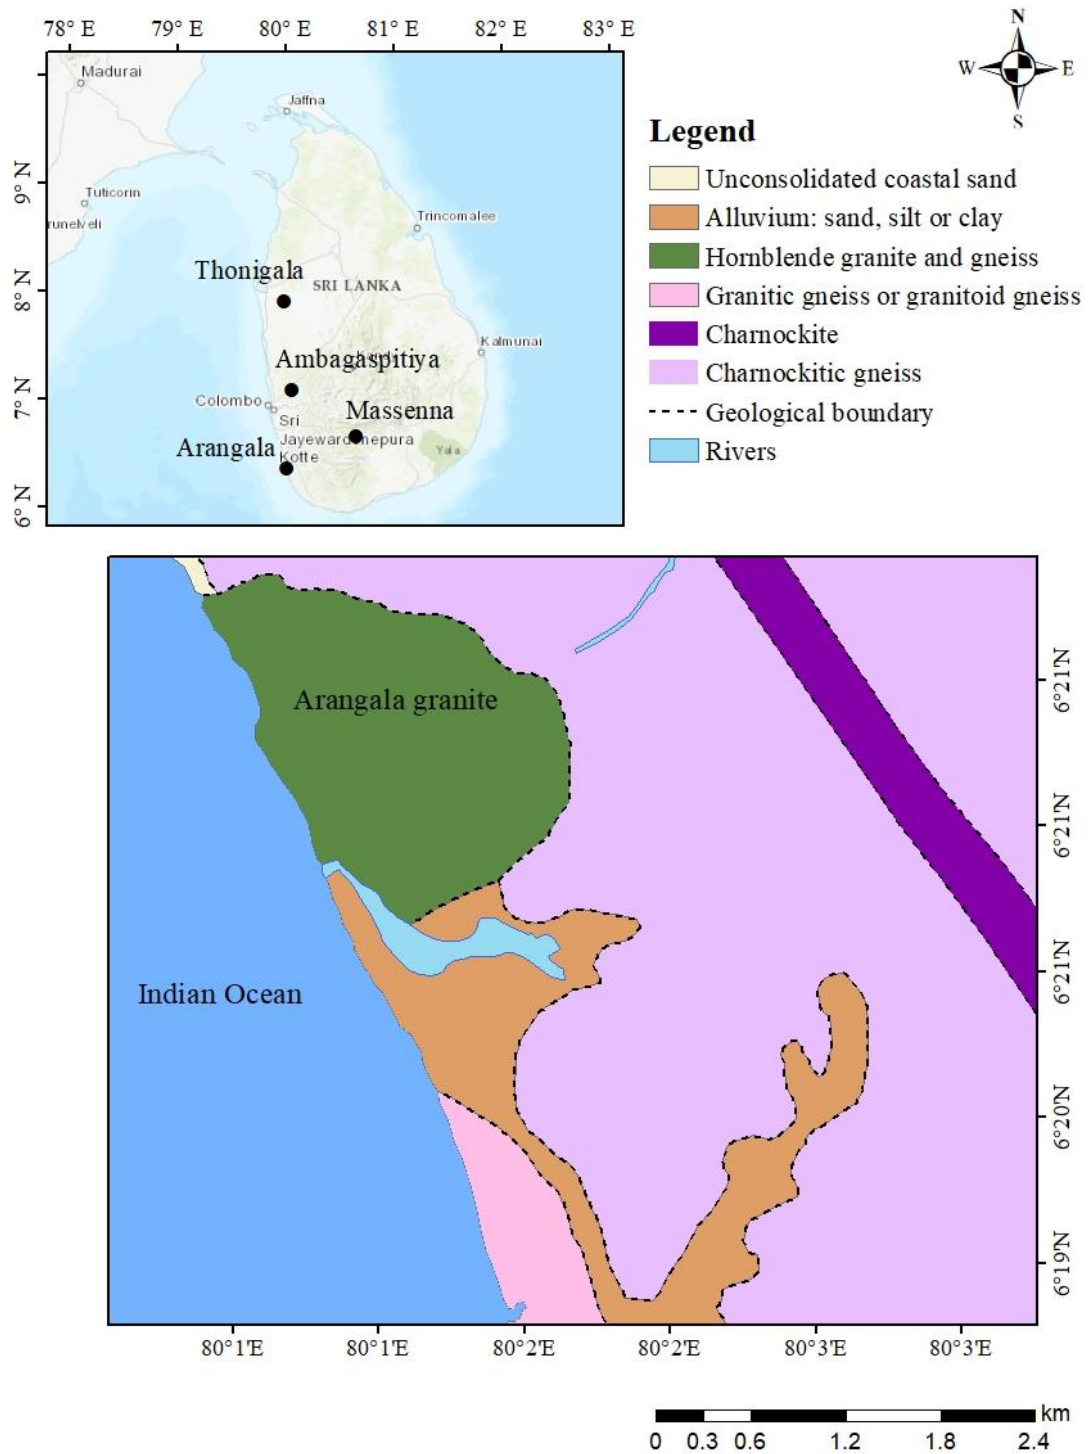 78° E 79° E 80° E 81° E 82° E 83° E
N
W E
S
9° N
8° N
7° N
6° N
Madurai
Jaffna
Tuticorin
runelveli
Trincomalee
Thonigala
SRI LANKA
Kalmunai
Ambagaspitiya
Colombo
Massenna
Sri
Jayewardenepura
Arangala
Kotte
Yala
Legend
Unconsolidated coastal sand
Alluvium: sand, silt or clay
Hornblende granite and gneiss
Granitic gneiss or granitoid gneiss
Charnockite
Charnockitic gneiss
Geological boundary
Rivers
Arangala granite
Indian Ocean
6°21'N
6°21'N
6°21'N
6°20'N
6°19'N
80°1'E 80°1'E 80°2'E 80°2'E 80°3'E 80°3'E
km
0 0.3 0.6 1.2 1.8 2.4